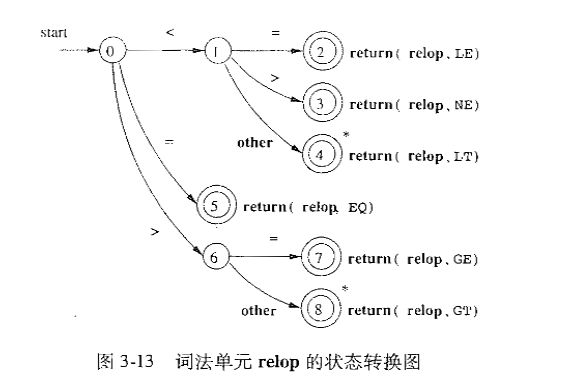 start
0 < 1 = 2 return( relop, LE)
> 3 return( relop, NE)
other 4 * return( relop, LT)
= 5 return( relop, EQ)
> 6 = 7 return( relop, GE)
other 8 * return( relop, GT)
图 3-13 词法单元 relop 的状态转换图